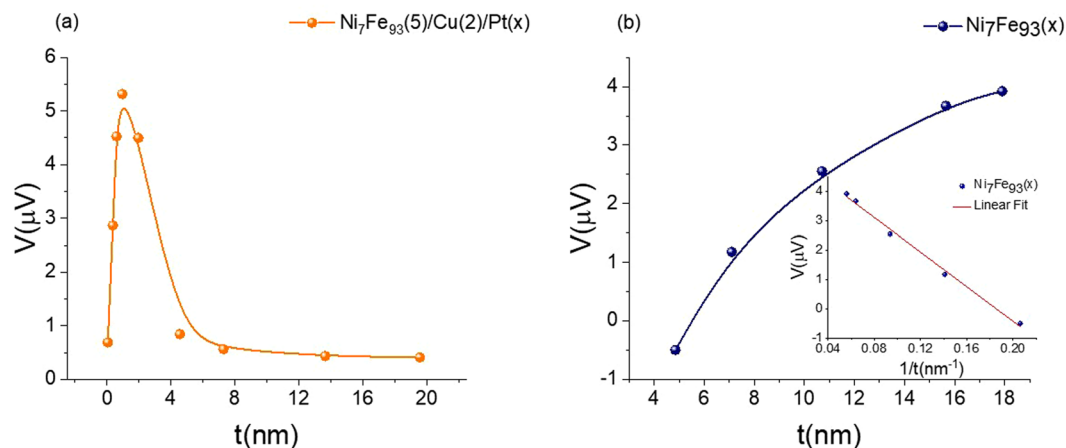 (a)
Ni₇Fe₉₃(5)/Cu(2)/Pt(x)
V(μV)
6
5
4
3
2
1
0
0 4 8 12 16 20
t(nm)
(b)
Ni₇Fe₉₃(x)
V(μV)
4
3
2
1
0
-1
4 6 8 10 12 14 16 18
t(nm)
Ni₇Fe₉₃(x)
Linear Fit
V(μV)
4
3
2
1
0
-1
0.04 0.08 0.12 0.16 0.20
1/t(nm⁻¹)